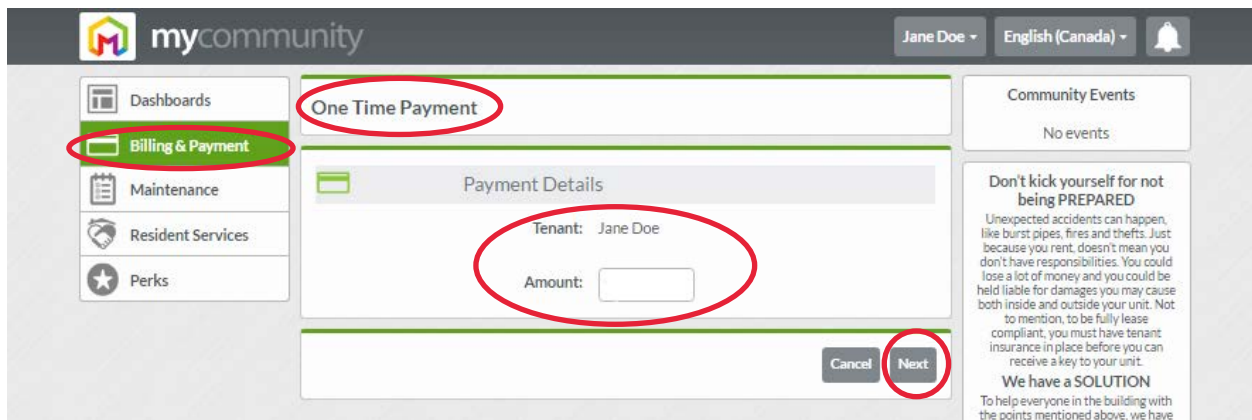 mycommunity
Jane Doe
English (Canada)
Dashboards
Billing & Payment
Maintenance
Resident Services
Perks
One Time Payment
Payment Details
Tenant: Jane Doe
Amount:
Cancel
Next
Community Events
No events
Don't kick yourself for not
being PREPARED
Unexpected accidents can happen,
like burst pipes, fires and thefts. Just
because you rent, doesn't mean you
don't have responsibilities. You could
lose a lot of money and you could be
held liable for damages you may cause
both inside and outside your unit. Not
to mention, to be fully lease
compliant, you must have tenant
insurance in place before you can
receive a key to your unit.
We have a SOLUTION
To help everyone in the building with
the points mentioned above, we have